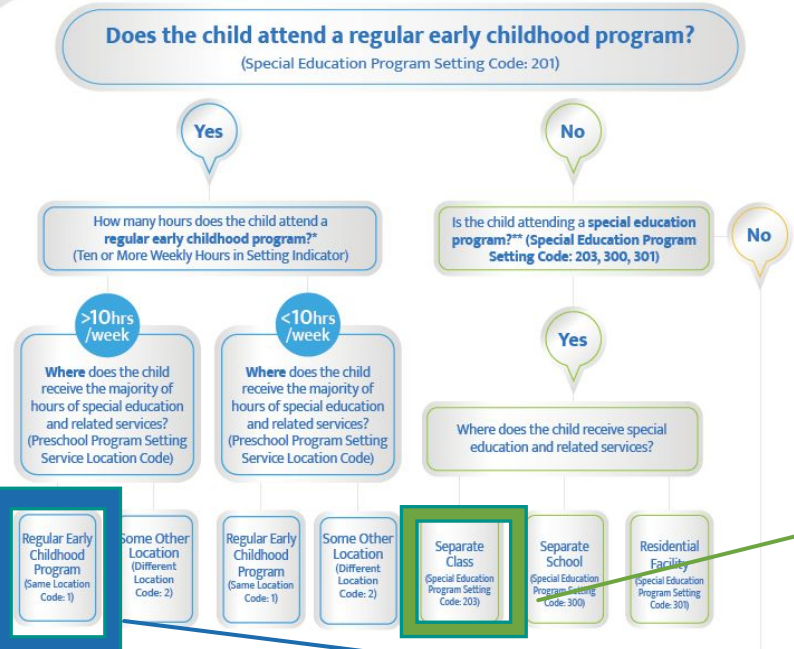 Does the child attend a regular early childhood program?
(Special Education Program Setting Code: 201)
Yes
No
How many hours does the child attend a
regular early childhood program?*
(Ten or More Weekly Hours in Setting Indicator)
Is the child attending a special education
program?** (Special Education Program
Setting Code: 203, 300, 301)
No
>10hrs
/week
Where does the child
receive the majority of
hours of special education
and related services?
(Preschool Program Setting
Service Location Code)
<10hrs
/week
Where does the child
receive the majority of
hours of special education
and related services?
(Preschool Program Setting
Service Location Code)
Yes
Where does the child receive special
education and related services?
Regular Early
Childhood
Program
(Same Location
Code: 1)
Some Other
Location
(Different
Location
Code: 2)
Regular Early
Childhood
Program
(Same Location
Code: 1)
Some Other
Location
(Different
Location
Code: 2)
Separate
Class
(Special Education
Program Setting
Code: 203)
Separate
School
(Special Education
Program Setting
Code: 300)
Residential
Facility
(Special Education
Program Setting
Code: 301)